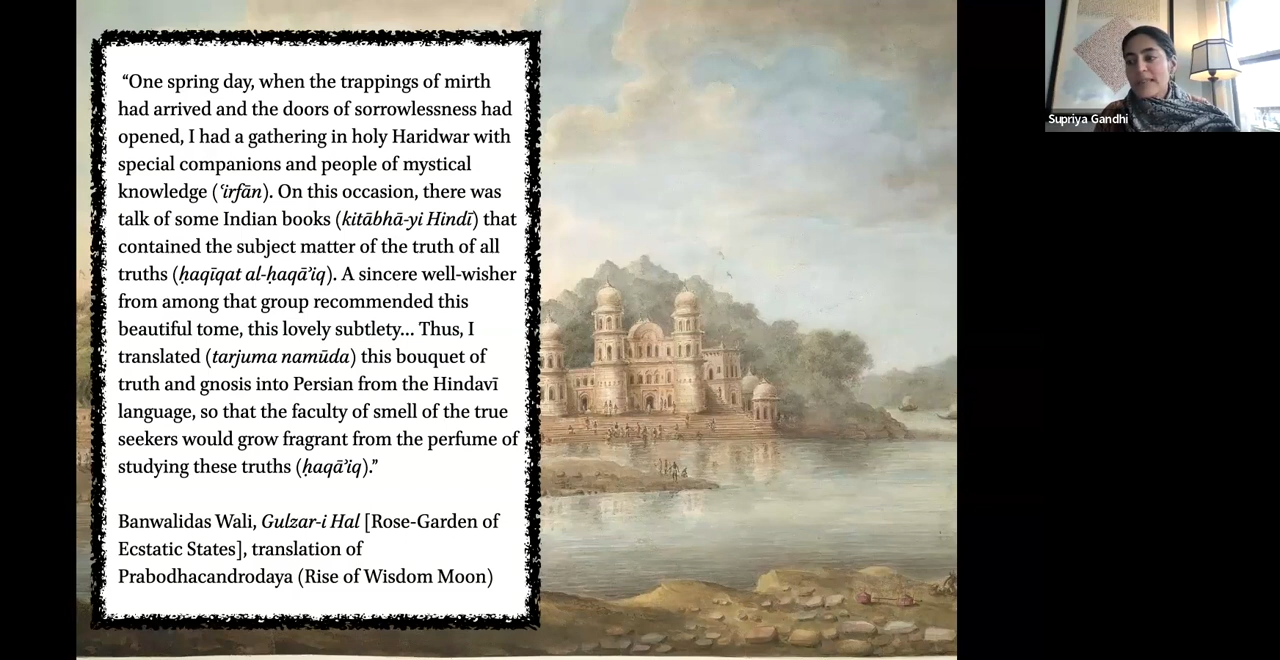 “One spring day, when the trappings of mirth
had arrived and the doors of sorrowlessness had
opened, I had a gathering in holy Haridwar with
special companions and people of mystical
knowledge (ʿirfān). On this occasion, there was
talk of some Indian books (kitābhā-yi Hindī) that
contained the subject matter of the truth of all
truths (ḥaqīqat al-ḥaqāʾiq). A sincere well-wisher
from among that group recommended this
beautiful tome, this lovely subtlety... Thus, I
translated (tarjuma namūda) this bouquet of
truth and gnosis into Persian from the Hindavī
language, so that the faculty of smell of the true
seekers would grow fragrant from the perfume of
studying these truths (ḥaqāʾiq).”
Banwalidas Wali, Gulzar-i Hal [Rose-Garden of
Ecstatic States], translation of
Prabodhacandrodaya (Rise of Wisdom Moon)
Supriya Gandhi